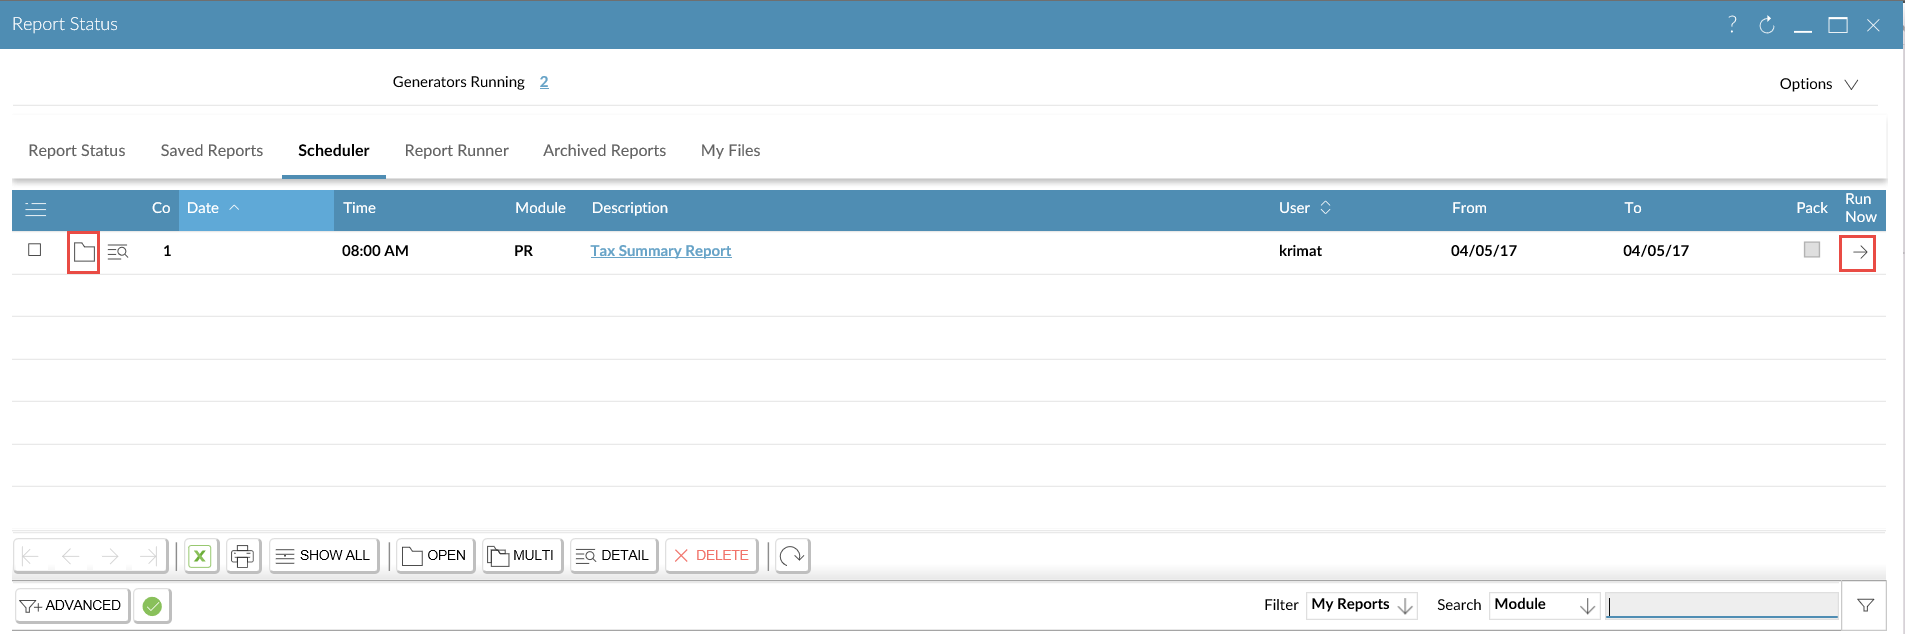 Report Status
?
Generators Running 2
Options
Report Status Saved Reports Scheduler Report Runner Archived Reports My Files
Co Date Time Module Description User From To Pack Run Now
1 08:00 AM PR Tax Summary Report krimat 04/05/17 04/05/17
SHOW ALL OPEN MULTI DETAIL DELETE
ADVANCED Filter My Reports Search Module